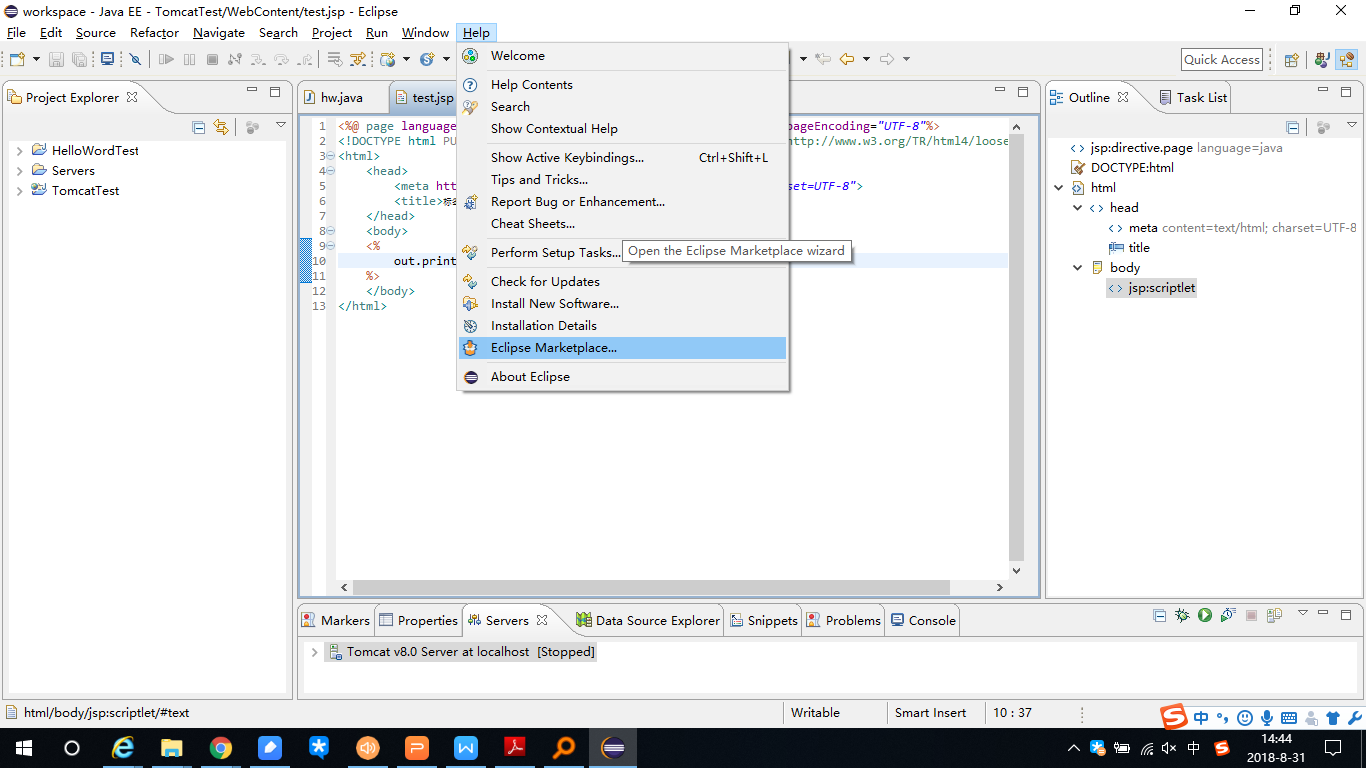 workspace - Java EE - TomcatTest/WebContent/test.jsp - Eclipse
File Edit Source Refactor Navigate Search Project Run Window Help
Quick Access
Project Explorer
HelloWordTest
Servers
TomcatTest
hw.java test.jsp
1 <%@ page language pageEncoding="UTF-8"%>
2 <!DOCTYPE html PU http://www.w3.org/TR/html4/loose
3 <html>
4 <head>
5 <meta htt set=UTF-8">
6 <title>标
7 </head>
8 <body>
9 <%
10 out.print
11 %>
12 </body>
13 </html>
Welcome
Help Contents
Search
Show Contextual Help
Show Active Keybindings... Ctrl+Shift+L
Tips and Tricks...
Report Bug or Enhancement...
Cheat Sheets...
Perform Setup Tasks...
Open the Eclipse Marketplace wizard
Check for Updates
Install New Software...
Installation Details
Eclipse Marketplace...
About Eclipse
Outline Task List
jsp:directive.page language=java
DOCTYPE:html
html
head
meta content=text/html; charset=UTF-8
title
body
jsp:scriptlet
Markers Properties Servers Data Source Explorer Snippets Problems Console
Tomcat v8.0 Server at localhost [Stopped]
html/body/jsp:scriptlet/#text Writable Smart Insert 10 : 37
中
中
14:44
2018-8-31